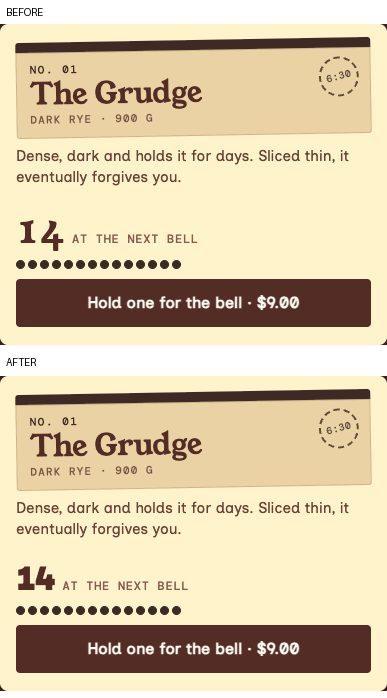 BEFORE
NO. 01
The Grudge
6:30
DARK RYE · 900 G
Dense, dark and holds it for days. Sliced thin, it
eventually forgives you.
14 AT THE NEXT BELL
Hold one for the bell · $9.00
AFTER
NO. 01
The Grudge
6:30
DARK RYE · 900 G
Dense, dark and holds it for days. Sliced thin, it
eventually forgives you.
14 AT THE NEXT BELL
Hold one for the bell · $9.00